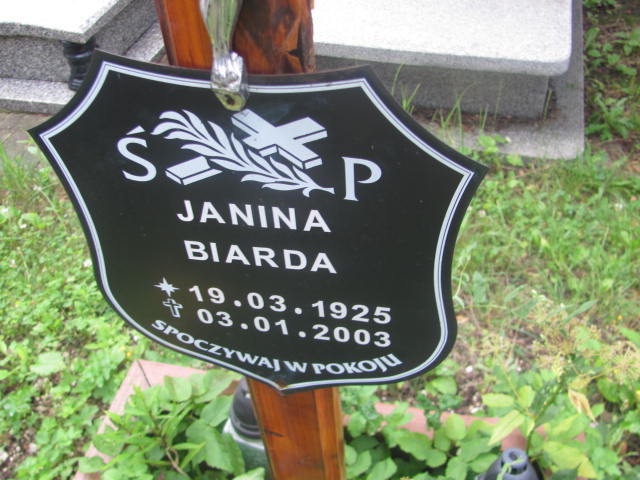 Ś P
JANINA
BIARDA
19.03.1925
03.01.2003
SPOCZYWAJ W POKOJU